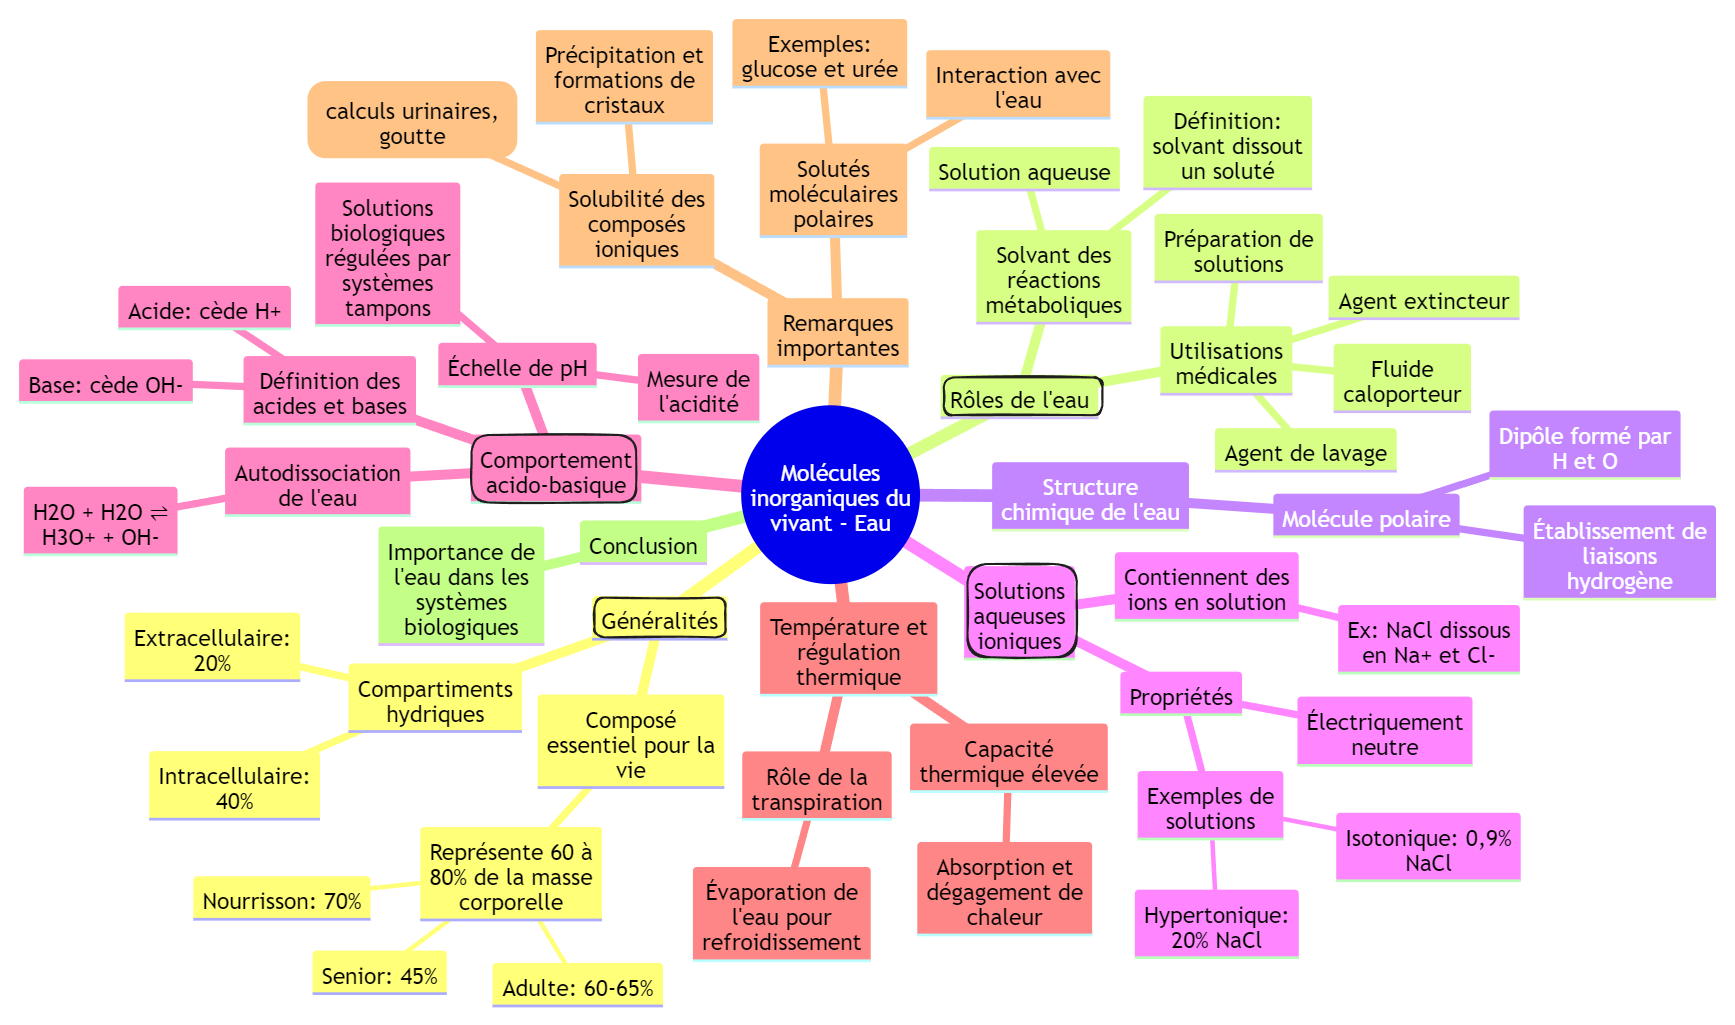 Molécules
inorganiques du
vivant - Eau
Remarques
importantes
Solubilité des
composés
ioniques
calculs urinaires,
goutte
Précipitation et
formations de
cristaux
Solutés
moléculaires
polaires
Exemples:
glucose et urée
Interaction avec
l'eau
Rôles de l'eau
Solvant des
réactions
métaboliques
Solution aqueuse
Définition:
solvant dissout
un soluté
Utilisations
médicales
Préparation de
solutions
Agent extincteur
Fluide
caloporteur
Agent de lavage
Structure
chimique de l'eau
Molécule polaire
Dipôle formé par
H et O
Établissement de
liaisons
hydrogène
Solutions
aqueuses
ioniques
Contiennent des
ions en solution
Ex: NaCl dissous
en Na+ et Cl-
Propriétés
Électriquement
neutre
Exemples de
solutions
Isotonique: 0,9%
NaCl
Hypertonique:
20% NaCl
Température et
régulation
thermique
Capacité
thermique élevée
Absorption et
dégagement de
chaleur
Rôle de la
transpiration
Évaporation de
l'eau pour
refroidissement
Généralités
Composé
essentiel pour la
vie
Représente 60 à
80% de la masse
corporelle
Nourrisson: 70%
Senior: 45%
Adulte: 60-65%
Compartiments
hydriques
Extracellulaire:
20%
Intracellulaire:
40%
Conclusion
Importance de
l'eau dans les
systèmes
biologiques
Comportement
acido-basique
Autodissociation
de l'eau
H2O + H2O ⇌
H3O+ + OH-
Définition des
acides et bases
Acide: cède H+
Base: cède OH-
Échelle de pH
Solutions
biologiques
régulées par
systèmes
tampons
Mesure de
l'acidité